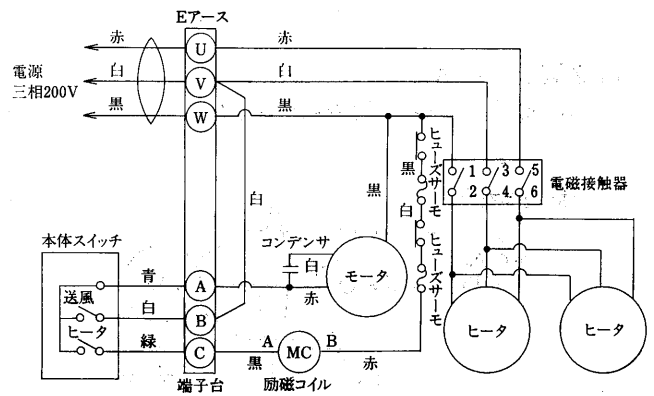 Eアース
赤
U
赤
電源
三相200V
白
V
白
黒
W
黒
ヒューズサーモ
黒
黒
1
3
5
電磁接触器
2
4
6
白
白
本体スイッチ
コンデンサ
白
モータ
ヒューズサーモ
青
A
赤
送風
白
B
ヒータ
ヒータ
ヒータ
緑
C
A
MC
B
黒
赤
端子台
励磁コイル